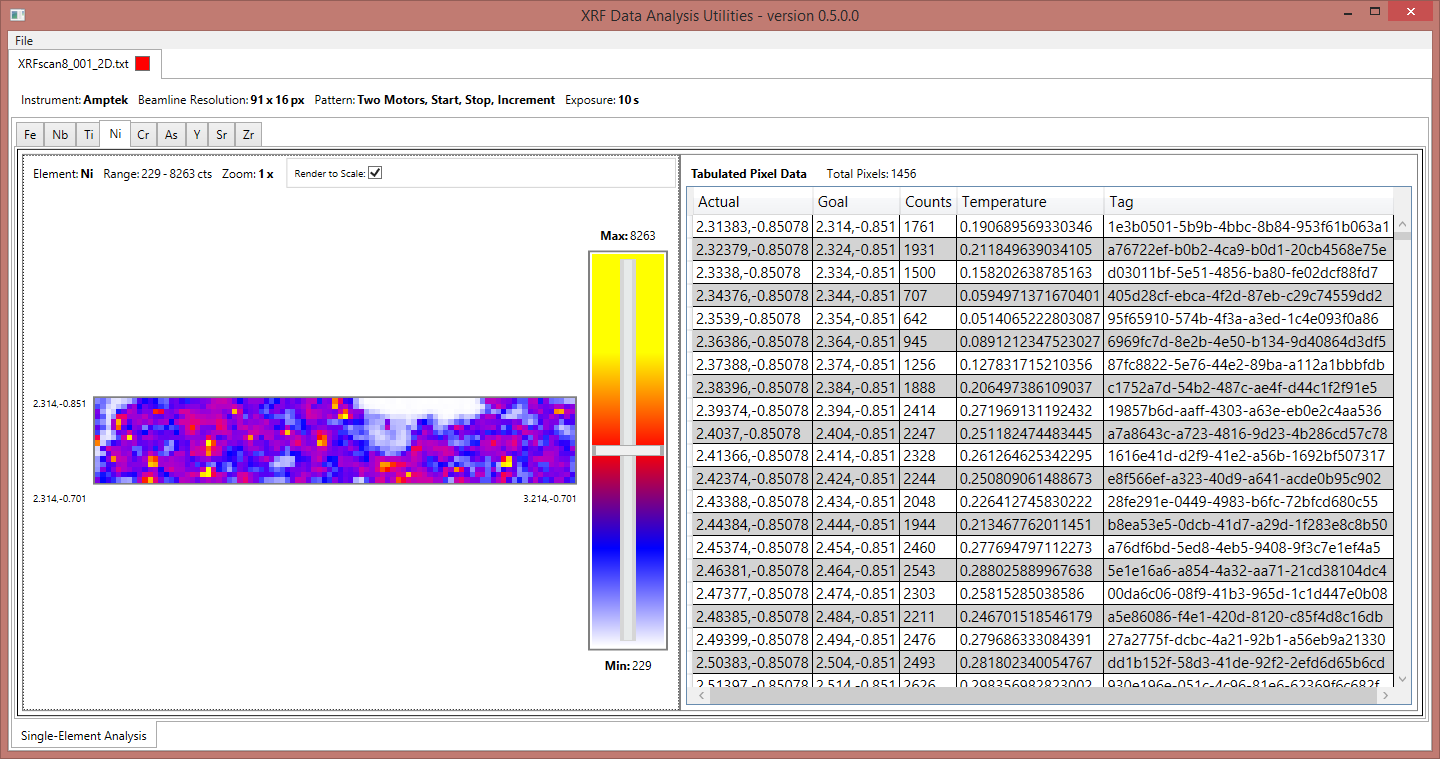 XRF Data Analysis Utilities - version 0.5.0.0
File
XRFscan8_001_2D.txt
Instrument: Amptek Beamline Resolution: 91 x 16 px Pattern: Two Motors, Start, Stop, Increment Exposure: 10 s
Fe Nb Ti Ni Cr As Y Sr Zr
Element: Ni Range: 229 - 8263 cts Zoom: 1 x Render to Scale:
Max: 8263
2.314,-0.851
2.314,-0.701 3.214,-0.701
Min: 229
Tabulated Pixel Data Total Pixels: 1456
Actual Goal Counts Temperature Tag
2.31383,-0.85078 2.314,-0.851 1761 0.190689569330346 1e3b0501-5b9b-4bbc-8b84-953f61b063a1
2.32379,-0.85078 2.324,-0.851 1931 0.211849639034105 a76722ef-b0b2-4ca9-b0d1-20cb4568e75e
2.3338,-0.85078 2.334,-0.851 1500 0.158202638785163 d03011bf-5e51-4856-ba80-fe02dcf88fd7
2.34376,-0.85078 2.344,-0.851 707 0.0594971371670401 405d28cf-ebca-4f2d-87eb-c29c74559dd2
2.3539,-0.85078 2.354,-0.851 642 0.0514065222803087 95f65910-574b-4f3a-a3ed-1c4e093f0a86
2.36386,-0.85078 2.364,-0.851 945 0.0891212347523027 6969fc7d-8e2b-4e50-b134-9d40864d3df5
2.37388,-0.85078 2.374,-0.851 1256 0.127831715210356 87fc8822-5e76-44e2-89ba-a112a1bbbfdb
2.38396,-0.85078 2.384,-0.851 1888 0.206497386109037 c1752a7d-54b2-487c-ae4f-d44c1f2f91e5
2.39374,-0.85078 2.394,-0.851 2414 0.271969131192432 19857b6d-aaff-4303-a63e-eb0e2c4aa536
2.4037,-0.85078 2.404,-0.851 2247 0.251182474483445 a7a8643c-a723-4816-9d23-4b286cd57c78
2.41366,-0.85078 2.414,-0.851 2328 0.261264625342295 1616e41d-d2f9-41e2-a56b-1692bf507317
2.42374,-0.85078 2.424,-0.851 2244 0.250809061488673 e8f566ef-a323-40d9-a641-acde0b95c902
2.43388,-0.85078 2.434,-0.851 2048 0.226412745830222 28fe291e-0449-4983-b6fc-72bfcd680c55
2.44384,-0.85078 2.444,-0.851 1944 0.213467762011451 b8ea53e5-0dcb-41d7-a29d-1f283e8c8b50
2.45374,-0.85078 2.454,-0.851 2460 0.277694797112273 a76df6bd-5ed8-4eb5-9408-9f3c7e1ef4a5
2.46381,-0.85078 2.464,-0.851 2543 0.288025889967638 5e1e16a6-a854-4a32-aa71-21cd38104dc4
2.47377,-0.85078 2.474,-0.851 2303 0.25815285038586 00da6c06-08f9-41b3-965d-1c1d447e0b08
2.48385,-0.85078 2.484,-0.851 2211 0.246701518546179 a5e86086-f4e1-420d-8120-c85f4d8c16db
2.49399,-0.85078 2.494,-0.851 2476 0.279686333084391 27a2775f-dcbc-4a21-92b1-a56eb9a21330
2.50383,-0.85078 2.504,-0.851 2493 0.281802340054767 dd1b152f-58d3-41de-92f2-2efd6d65b6cd
2.51397,-0.85078 2.514,-0.851 2626 0.298356982823002 930e196e-051c-4c96-81e6-62369f6c682f
Single-Element Analysis